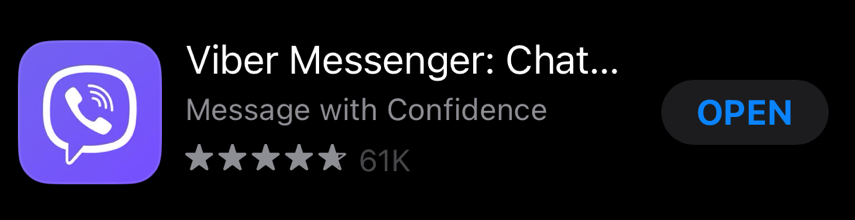 Viber Messenger: Chat...
Message with Confidence
61K
OPEN